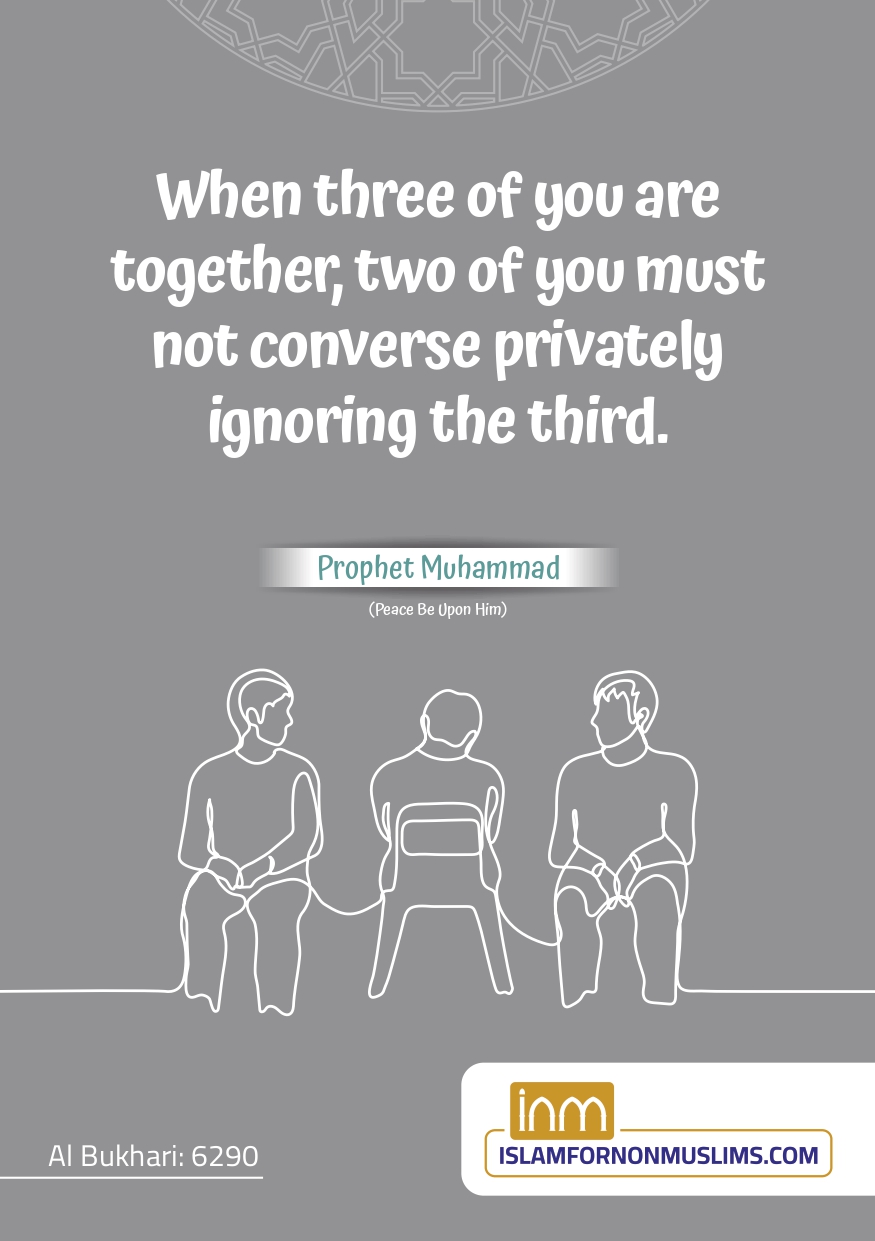 When three of you are
together, two of you must
not converse privately
ignoring the third.
Prophet Muhammad
(Peace Be Upon Him)
Al Bukhari: 6290
inm
ISLAMFORNONMUSLIMS.COM